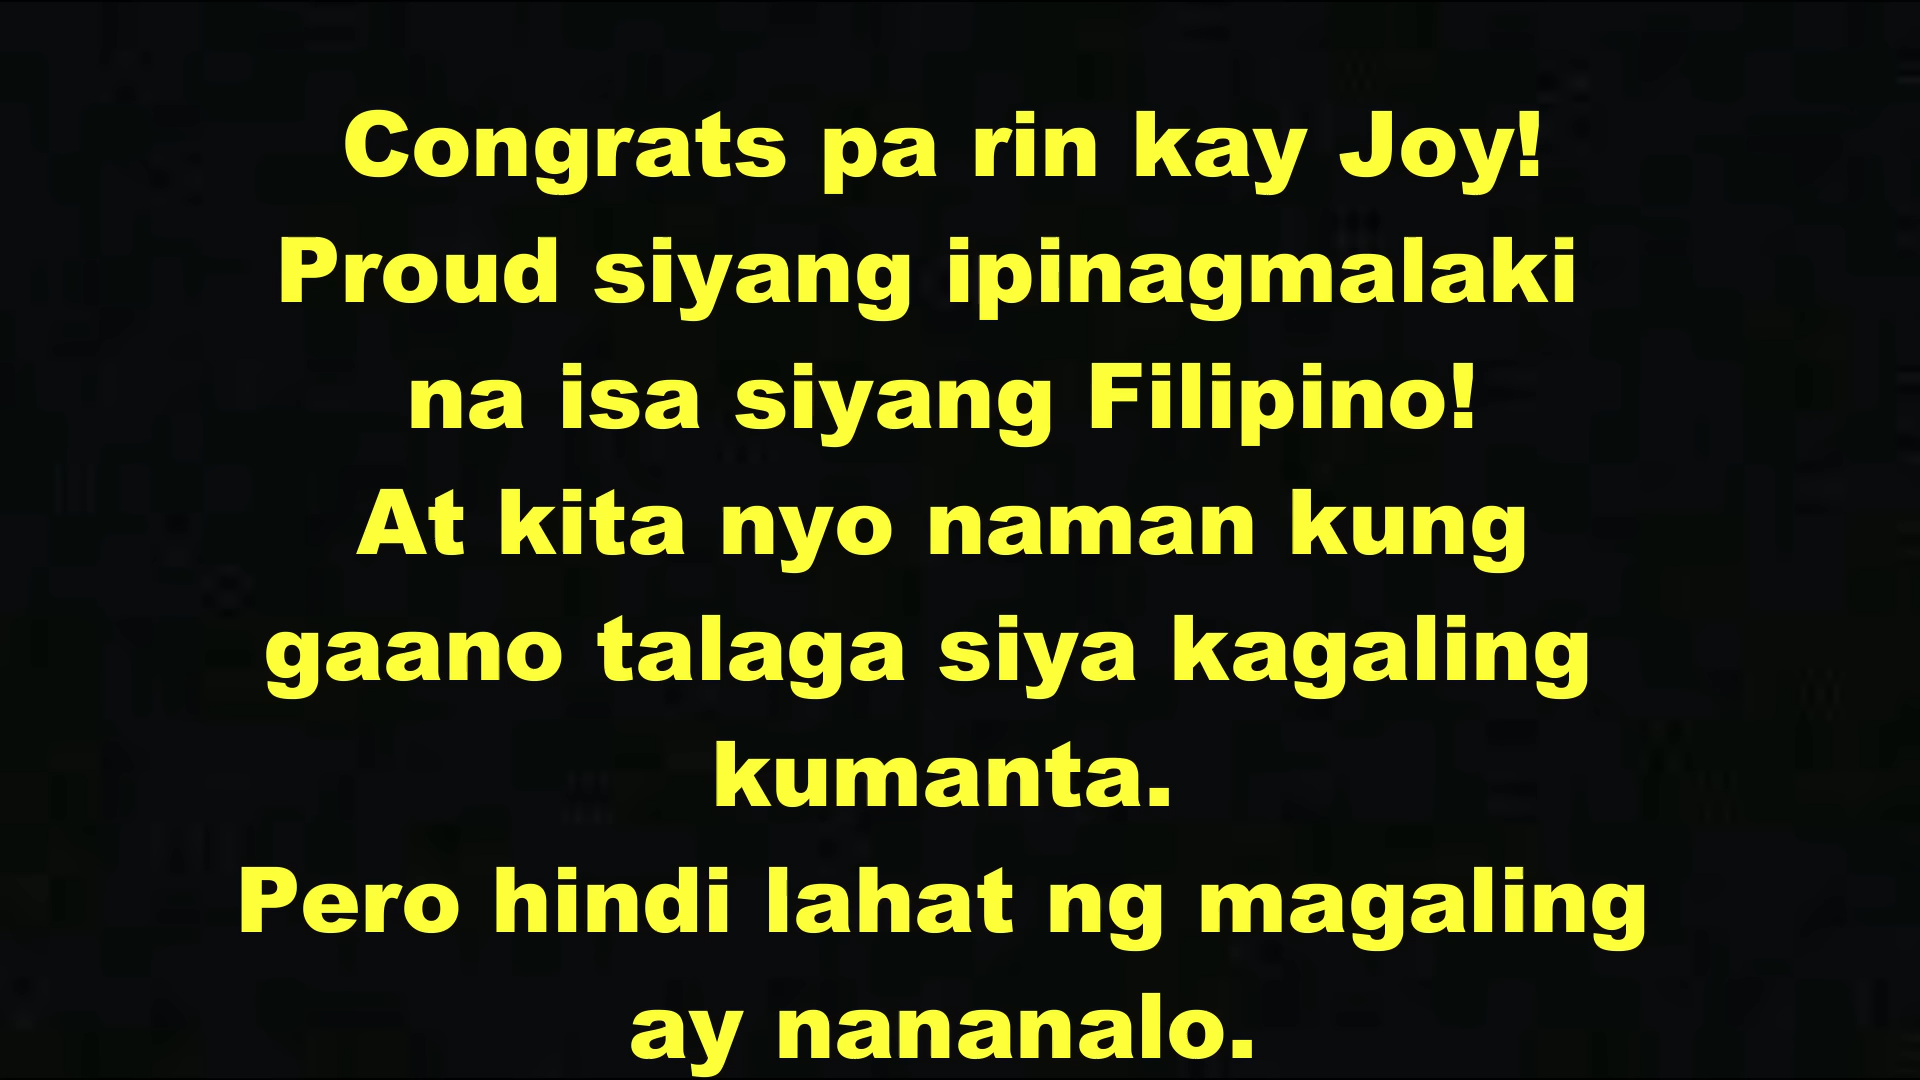 Congrats pa rin kay Joy!
Proud siyang ipinagmalaki
na isa siyang Filipino!
At kita nyo naman kung
gaano talaga siya kagaling
kumanta.
Pero hindi lahat ng magaling
ay nananalo.